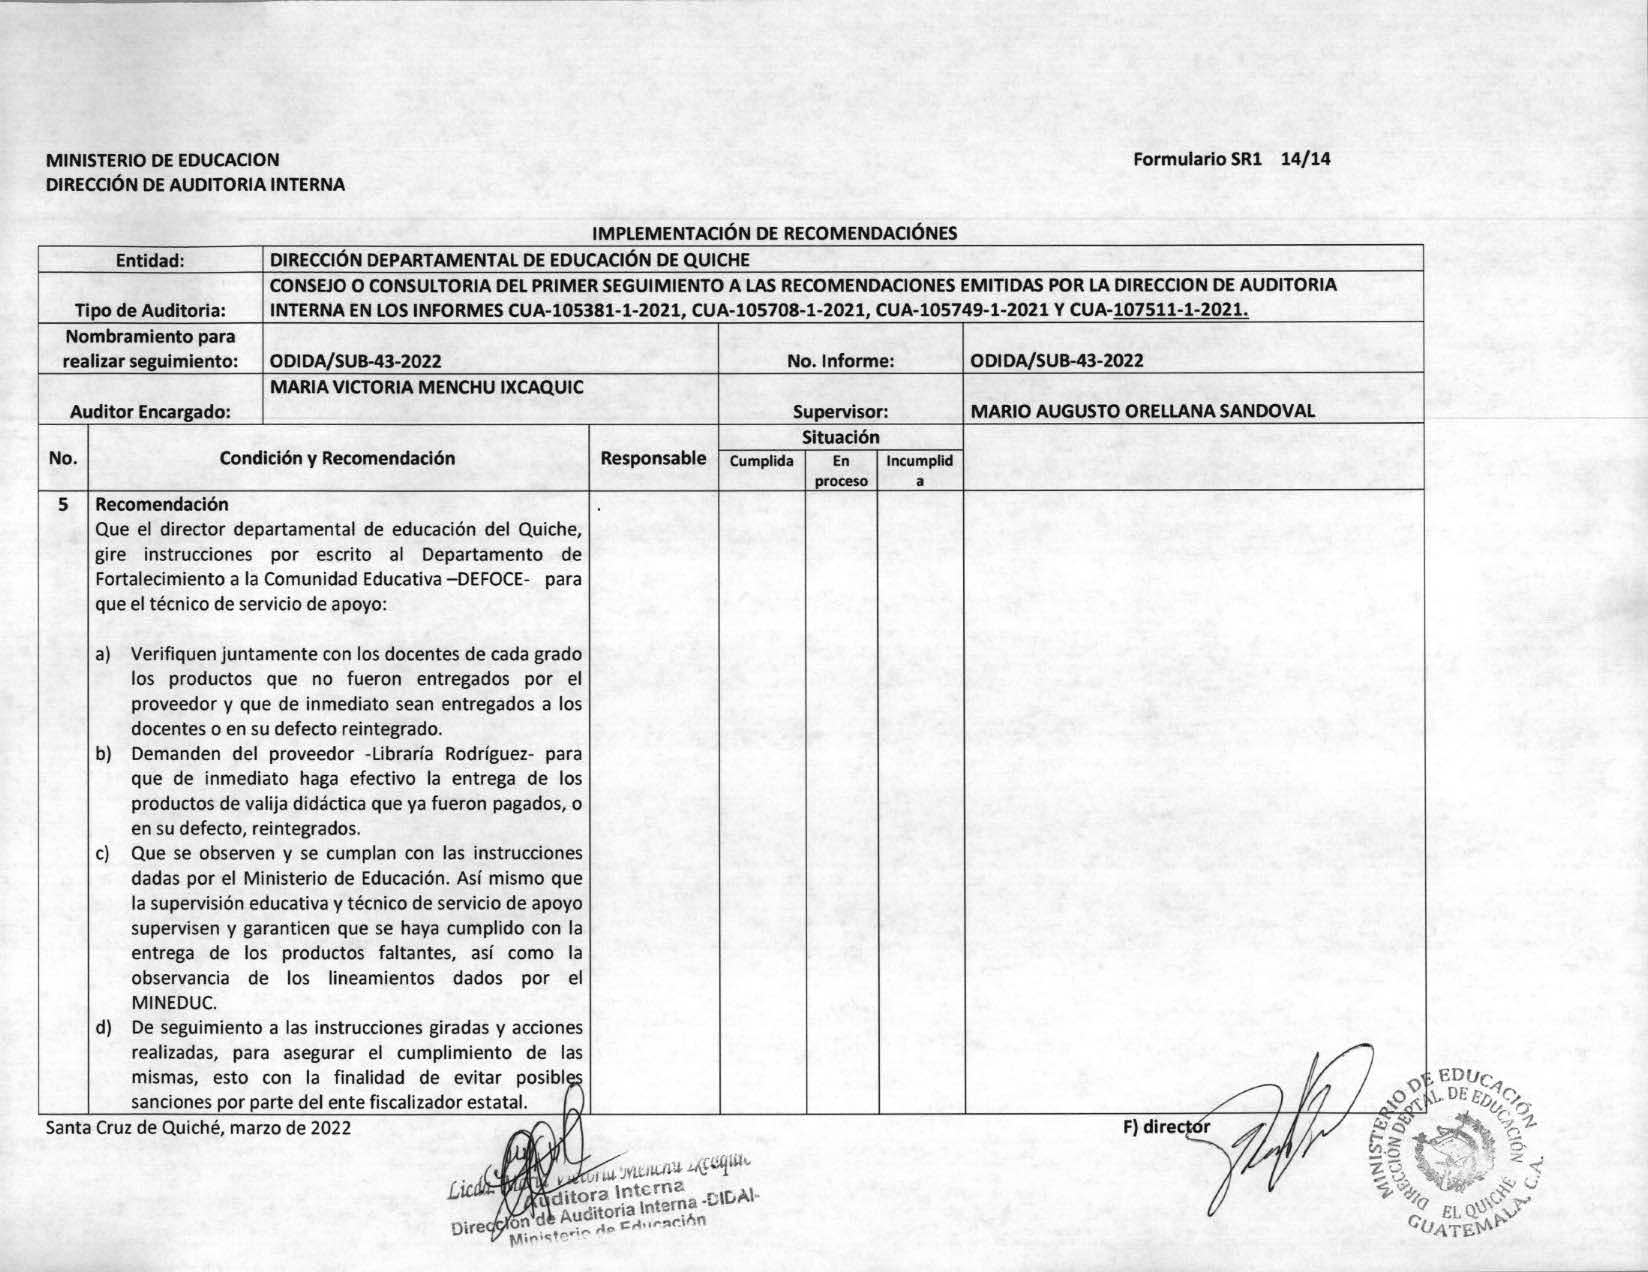 MINISTERIO DE EDUCACION
DIRECCIÓN DE AUDITORIA INTERNA
Formulario SR1 14/14
IMPLEMENTACIÓN DE RECOMENDACIÓNES
Entidad: DIRECCIÓN DEPARTAMENTAL DE EDUCACIÓN DE QUICHE
CONSEJO O CONSULTORIA DEL PRIMER SEGUIMIENTO A LAS RECOMENDACIONES EMITIDAS POR LA DIRECCION DE AUDITORIA
Tipo de Auditoria: INTERNA EN LOS INFORMES CUA-105381-1-2021, CUA-105708-1-2021, CUA-105749-1-2021 Y CUA-107511-1-2021.
Nombramiento para
realizar seguimiento: ODIDA/SUB-43-2022 No. Informe: ODIDA/SUB-43-2022
MARIA VICTORIA MENCHU IXCAQUIC
Auditor Encargado: Supervisor: MARIO AUGUSTO ORELLANA SANDOVAL
Situación
No. Condición y Recomendación Responsable Cumplida En Incumplid
proceso a
5 Recomendación
Que el director departamental de educación del Quiche,
gire instrucciones por escrito al Departamento de
Fortalecimiento a la Comunidad Educativa –DEFOCE- para
que el técnico de servicio de apoyo:
a) Verifiquen juntamente con los docentes de cada grado
los productos que no fueron entregados por el
proveedor y que de inmediato sean entregados a los
docentes o en su defecto reintegrado.
b) Demanden del proveedor -Libraría Rodríguez- para
que de inmediato haga efectivo la entrega de los
productos de valija didáctica que ya fueron pagados, o
en su defecto, reintegrados.
c) Que se observen y se cumplan con las instrucciones
dadas por el Ministerio de Educación. Así mismo que
la supervisión educativa y técnico de servicio de apoyo
supervisen y garanticen que se haya cumplido con la
entrega de los productos faltantes, así como la
observancia de los lineamientos dados por el
MINEDUC.
d) De seguimiento a las instrucciones giradas y acciones
realizadas, para asegurar el cumplimiento de las
mismas, esto con la finalidad de evitar posibles
sanciones por parte del ente fiscalizador estatal.
Santa Cruz de Quiché, marzo de 2022
F) director
Menchu Ixcaquic
Auditora Interna
Dirección de Auditoria Interna -DIDAI-
Ministerio de Educación
MINISTERIO DE EDUCACIÓN
DIRECCIÓN DEPTAL. DE EDUCACIÓN
EL QUICHE
GUATEMALA, C.A.